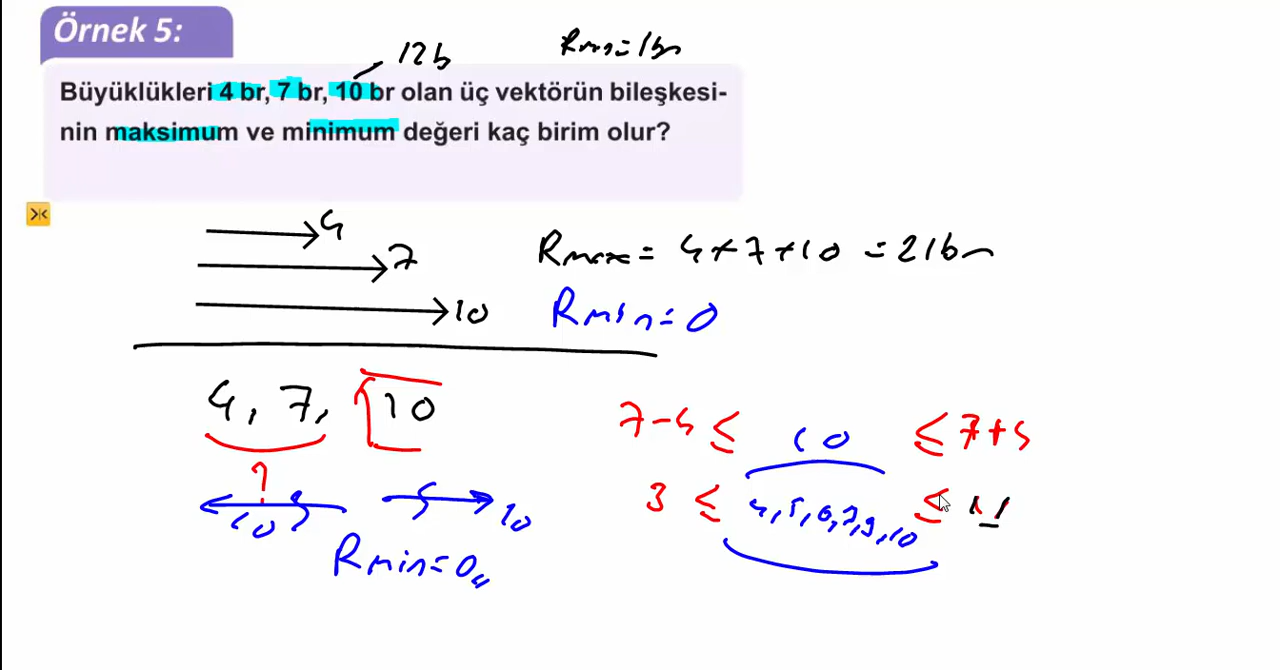 Örnek 5:
12b
Rmin=1br
Büyüklükleri 4 br, 7 br, 10 br olan üç vektörün bileşkesi-
nin maksimum ve minimum değeri kaç birim olur?
4
7
10
Rmax = 4+7+10 = 21br
Rmin=0
4, 7, 10
7-4 ≤ 10 ≤ 7+4
3 ≤ 4,5,6,7,9,10 ≤ 11
?
10
10
Rmin=0